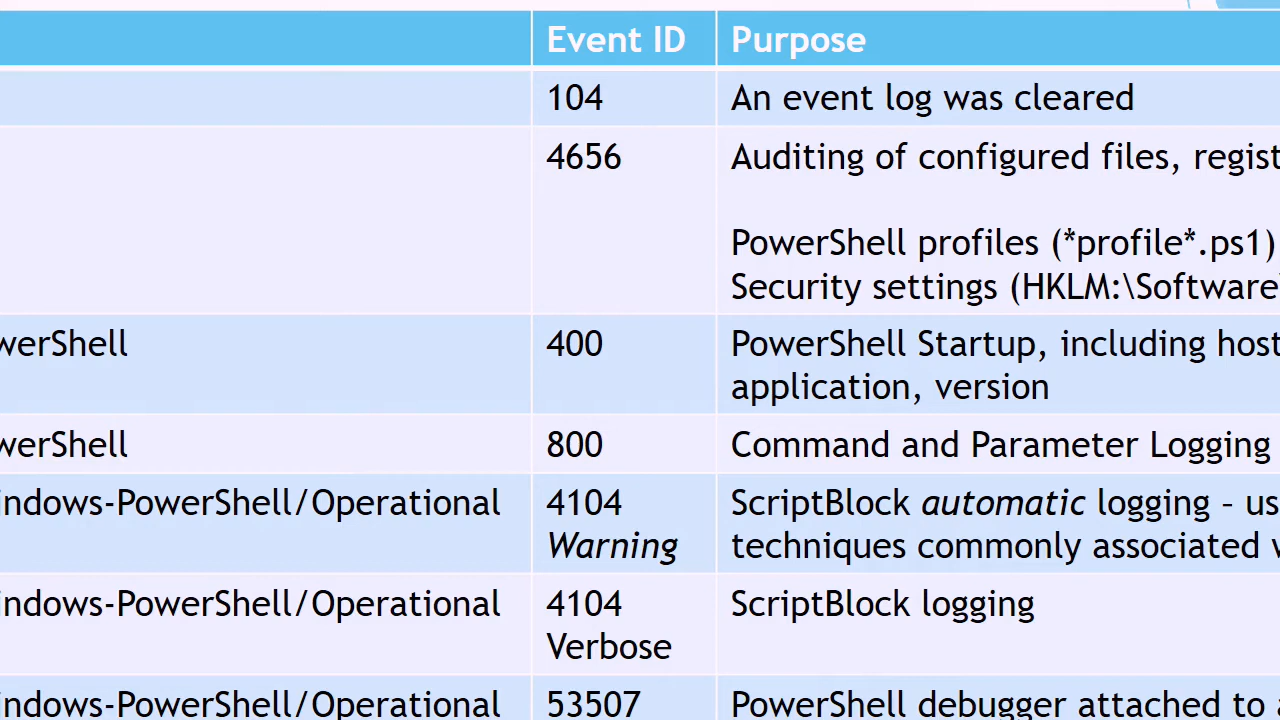 Event ID Purpose
104 An event log was cleared
4656 Auditing of configured files, regist
PowerShell profiles (*profile*.ps1)
Security settings (HKLM:\Software\
werShell 400 PowerShell Startup, including host
application, version
werShell 800 Command and Parameter Logging
indows-PowerShell/Operational 4104 ScriptBlock automatic logging – us
Warning techniques commonly associated w
indows-PowerShell/Operational 4104 ScriptBlock logging
Verbose
indows-PowerShell/Operational 53507 PowerShell debugger attached to a